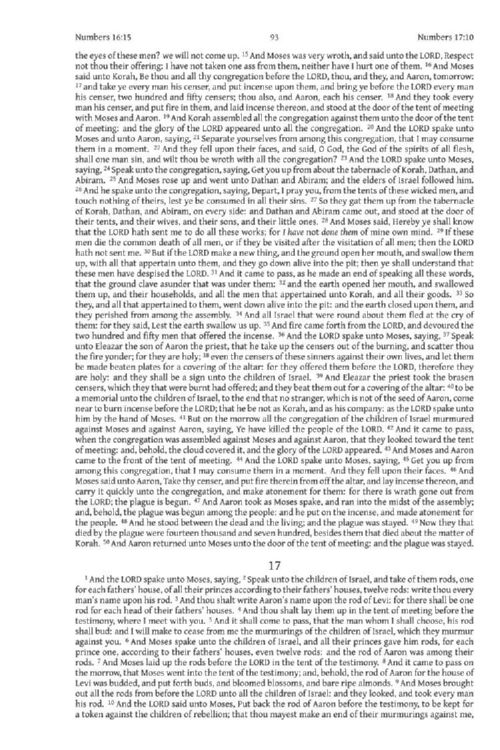 Numbers 16:15 93 Numbers 17:10
the eyes of these men? we will not come up. 15 And Moses was very wroth, and said unto the LORD, Respect
not thou their offering: I have not taken one ass from them, neither have I hurt one of them. 16 And Moses
said unto Korah, Be thou and all thy congregation before the LORD, thou, and they, and Aaron, tomorrow:
17 and take ye every man his censer, and put incense upon them, and bring ye before the LORD every man
his censer, two hundred and fifty censers; thou also, and Aaron, each his censer. 18 And they took every
man his censer, and put fire in them, and laid incense thereon, and stood at the door of the tent of meeting
with Moses and Aaron. 19 And Korah assembled all the congregation against them unto the door of the tent
of meeting: and the glory of the LORD appeared unto all the congregation. 20 And the LORD spake unto
Moses and unto Aaron, saying, 21 Separate yourselves from among this congregation, that I may consume
them in a moment. 22 And they fell upon their faces, and said, O God, the God of the spirits of all flesh,
shall one man sin, and wilt thou be wroth with all the congregation? 23 And the LORD spake unto Moses,
saying, 24 Speak unto the congregation, saying, Get you up from about the tabernacle of Korah, Dathan, and
Abiram. 25 And Moses rose up and went unto Dathan and Abiram; and the elders of Israel followed him.
26 And he spake unto the congregation, saying, Depart, I pray you, from the tents of these wicked men, and
touch nothing of theirs, lest ye be consumed in all their sins. 27 So they gat them up from the tabernacle
of Korah, Dathan, and Abiram, on every side: and Dathan and Abiram came out, and stood at the door of
their tents, and their wives, and their sons, and their little ones. 28 And Moses said, Hereby ye shall know
that the LORD hath sent me to do all these works; for I have not done them of mine own mind. 29 If these
men die the common death of all men, or if they be visited after the visitation of all men; then the LORD
hath not sent me. 30 But if the LORD make a new thing, and the ground open her mouth, and swallow them
up, with all that appertain unto them, and they go down alive into the pit; then ye shall understand that
these men have despised the LORD. 31 And it came to pass, as he made an end of speaking all these words,
that the ground clave asunder that was under them: 32 and the earth opened her mouth, and swallowed
them up, and their households, and all the men that appertained unto Korah, and all their goods. 33 So
they, and all that appertained to them, went down alive into the pit: and the earth closed upon them, and
they perished from among the assembly. 34 And all Israel that were round about them fled at the cry of
them: for they said, Lest the earth swallow us up. 35 And fire came forth from the LORD, and devoured the
two hundred and fifty men that offered the incense. 36 And the LORD spake unto Moses, saying, 37 Speak
unto Eleazar the son of Aaron the priest, that he take up the censers out of the burning, and scatter thou
the fire yonder; for they are holy; 38 even the censers of these sinners against their own lives, and let them
be made beaten plates for a covering of the altar: for they offered them before the LORD, therefore they
are holy: and they shall be a sign unto the children of Israel. 39 And Eleazar the priest took the brasen
censers, which they that were burnt had offered; and they beat them out for a covering of the altar: 40 to be
a memorial unto the children of Israel, to the end that no stranger, which is not of the seed of Aaron, come
near to burn incense before the LORD; that he be not as Korah, and as his company: as the LORD spake unto
him by the hand of Moses. 41 But on the morrow all the congregation of the children of Israel murmured
against Moses and against Aaron, saying, Ye have killed the people of the LORD. 42 And it came to pass,
when the congregation was assembled against Moses and against Aaron, that they looked toward the tent
of meeting: and, behold, the cloud covered it, and the glory of the LORD appeared. 43 And Moses and Aaron
came to the front of the tent of meeting. 44 And the LORD spake unto Moses, saying, 45 Get you up from
among this congregation, that I may consume them in a moment. And they fell upon their faces. 46 And
Moses said unto Aaron, Take thy censer, and put fire therein from off the altar, and lay incense thereon, and
carry it quickly unto the congregation, and make atonement for them: for there is wrath gone out from
the LORD; the plague is begun. 47 And Aaron took as Moses spake, and ran into the midst of the assembly;
and, behold, the plague was begun among the people: and he put on the incense, and made atonement for
the people. 48 And he stood between the dead and the living; and the plague was stayed. 49 Now they that
died by the plague were fourteen thousand and seven hundred, besides them that died about the matter of
Korah. 50 And Aaron returned unto Moses unto the door of the tent of meeting: and the plague was stayed.
17
1 And the LORD spake unto Moses, saying, 2 Speak unto the children of Israel, and take of them rods, one
for each fathers' house, of all their princes according to their fathers' houses, twelve rods: write thou every
man's name upon his rod. 3 And thou shalt write Aaron's name upon the rod of Levi: for there shall be one
rod for each head of their fathers' houses. 4 And thou shalt lay them up in the tent of meeting before the
testimony, where I meet with you. 5 And it shall come to pass, that the man whom I shall choose, his rod
shall bud: and I will make to cease from me the murmurings of the children of Israel, which they murmur
against you. 6 And Moses spake unto the children of Israel, and all their princes gave him rods, for each
prince one, according to their fathers' houses, even twelve rods: and the rod of Aaron was among their
rods. 7 And Moses laid up the rods before the LORD in the tent of the testimony. 8 And it came to pass on
the morrow, that Moses went into the tent of the testimony; and, behold, the rod of Aaron for the house of
Levi was budded, and put forth buds, and bloomed blossoms, and bare ripe almonds. 9 And Moses brought
out all the rods from before the LORD unto all the children of Israel: and they looked, and took every man
his rod. 10 And the LORD said unto Moses, Put back the rod of Aaron before the testimony, to be kept for
a token against the children of rebellion; that thou mayest make an end of their murmurings against me,